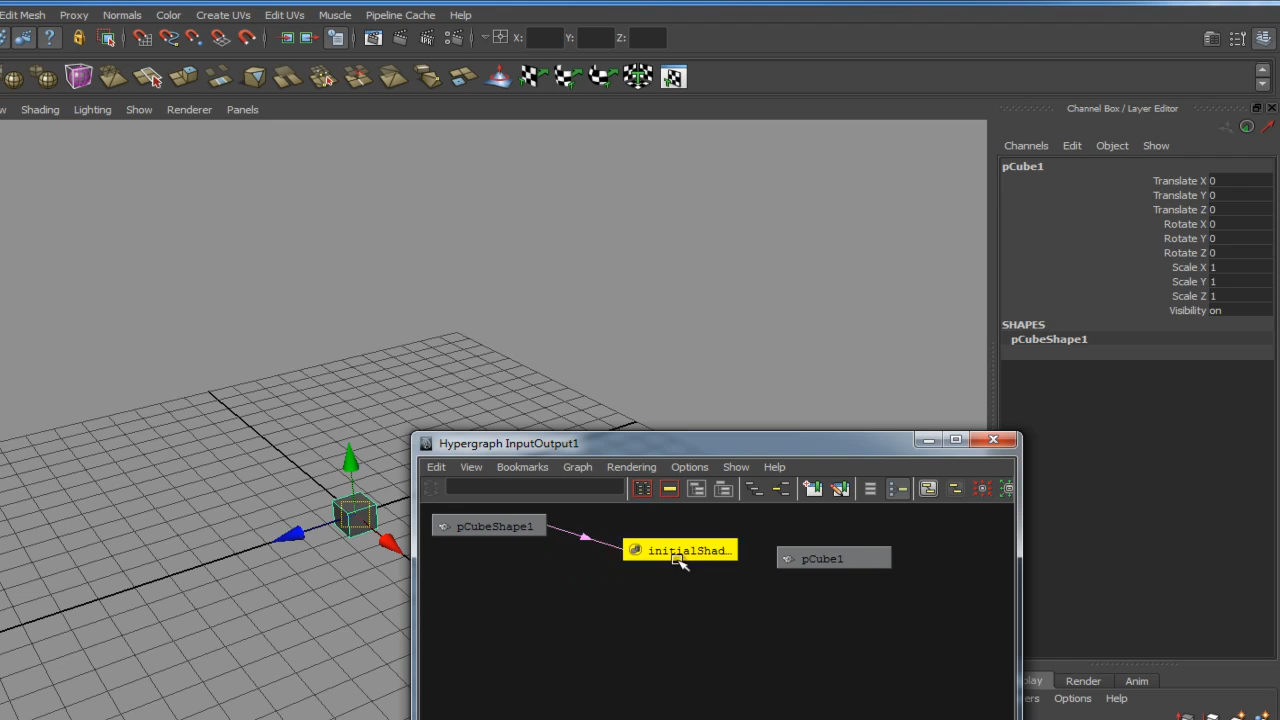 Edit Mesh Proxy Normals Color Create UVs Edit UVs Muscle Pipeline Cache Help
X: Y: Z:
Shading Lighting Show Renderer Panels
Channel Box / Layer Editor
Channels Edit Object Show
pCube1
Translate X 0
Translate Y 0
Translate Z 0
Rotate X 0
Rotate Y 0
Rotate Z 0
Scale X 1
Scale Y 1
Scale Z 1
Visibility on
SHAPES
pCubeShape1
Hypergraph InputOutput1
Edit View Bookmarks Graph Rendering Options Show Help
pCubeShape1
initialShad...
pCube1
Render Anim
Options Help